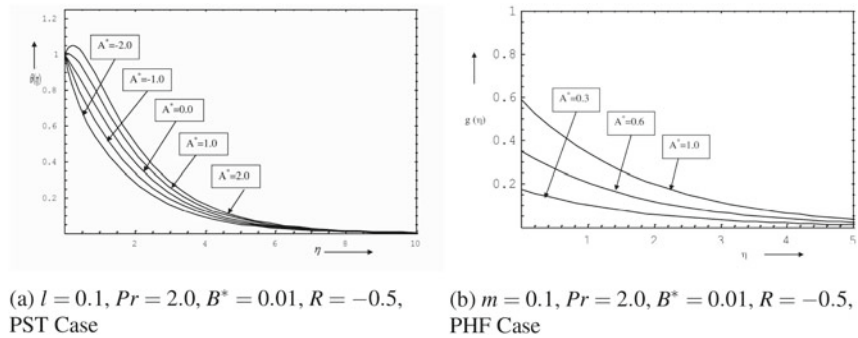 1.2
1
0.8
0.6
0.4
0.2
2
4
6
8
10
η
A*=-2.0
A*=-1.0
A*=0.0
A*=1.0
A*=2.0
1
0.8
0.6
0.4
0.2
g (η)
A*=0.3
A*=0.6
A*=1.0
1
2
3
4
5
η
(a) l = 0.1, Pr = 2.0, B* = 0.01, R = −0.5,
PST Case
(b) m = 0.1, Pr = 2.0, B* = 0.01, R = −0.5,
PHF Case